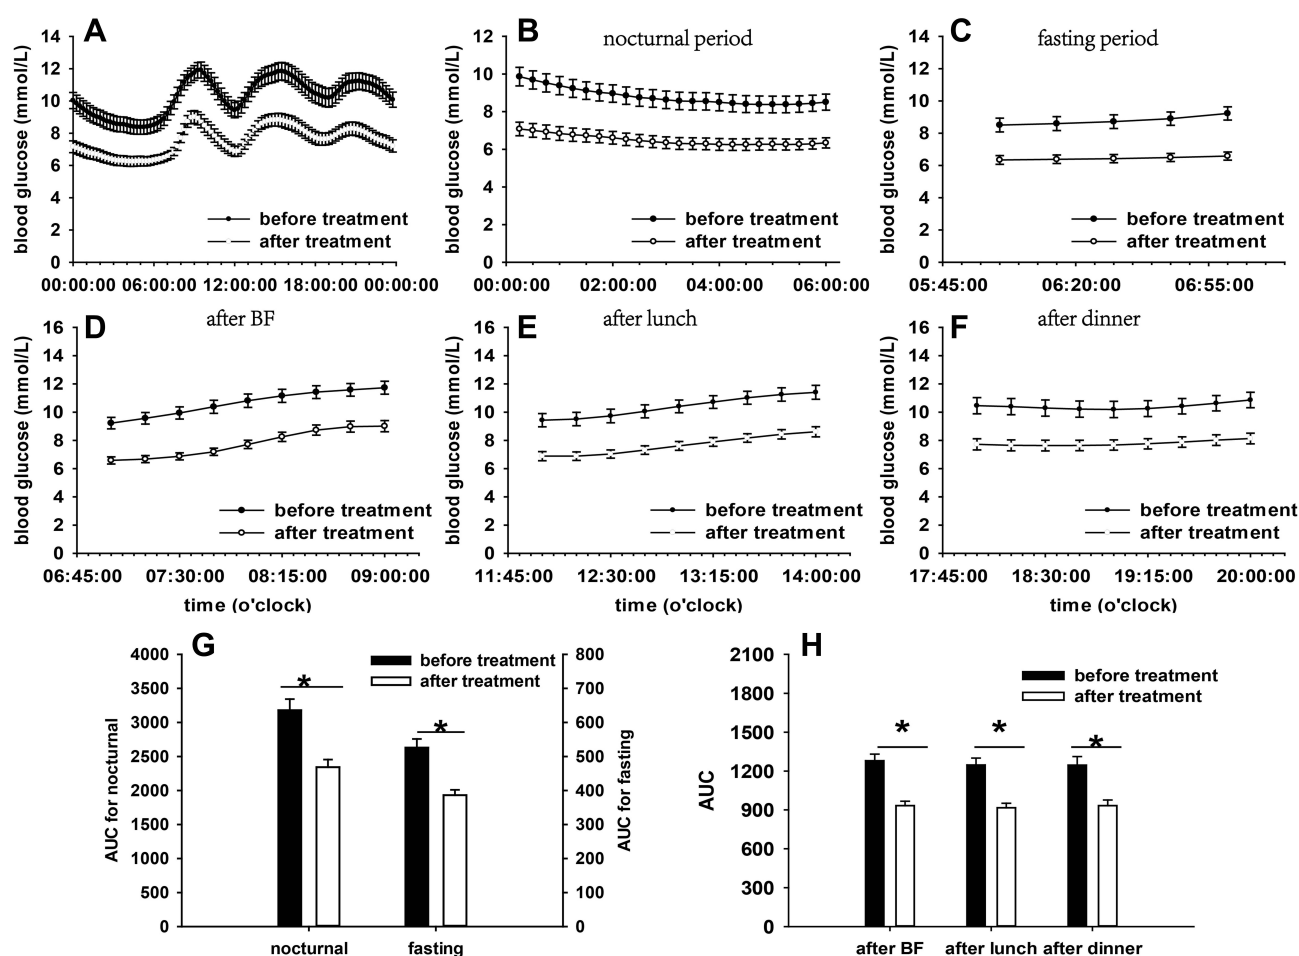 A
blood glucose (mmol/L)
14
12
10
8
6
4
2
0
before treatment
after treatment
00:00:00 06:00:00 12:00:00 18:00:00 00:00:00
B
nocturnal period
blood glucose (mmol/L)
12
10
8
6
4
2
0
before treatment
after treatment
00:00:00 02:00:00 04:00:00 06:00:00
C
fasting period
blood glucose (mmol/L)
14
12
10
8
6
4
2
0
before treatment
after treatment
05:45:00 06:20:00 06:55:00
D
after BF
blood glucose (mmol/L)
16
14
12
10
8
6
4
2
0
before treatment
after treatment
06:45:00 07:30:00 08:15:00 09:00:00
time (o'clock)
E
after lunch
blood glucose (mmol/L)
16
14
12
10
8
6
4
2
0
before treatment
after treatment
11:45:00 12:30:00 13:15:00 14:00:00
time (o'clock)
F
after dinner
blood glucose (mmol/L)
16
14
12
10
8
6
4
2
0
before treatment
after treatment
17:45:00 18:30:00 19:15:00 20:00:00
time (o'clock)
G
AUC for nocturnal
4000
3500
3000
2500
2000
1500
1000
500
0
before treatment
after treatment
*
*
800
700
600
500
400
300
200
100
0
AUC for fasting
nocturnal fasting
H
AUC
2100
1800
1500
1200
900
600
300
0
before treatment
after treatment
* * *
after BF after lunch after dinner